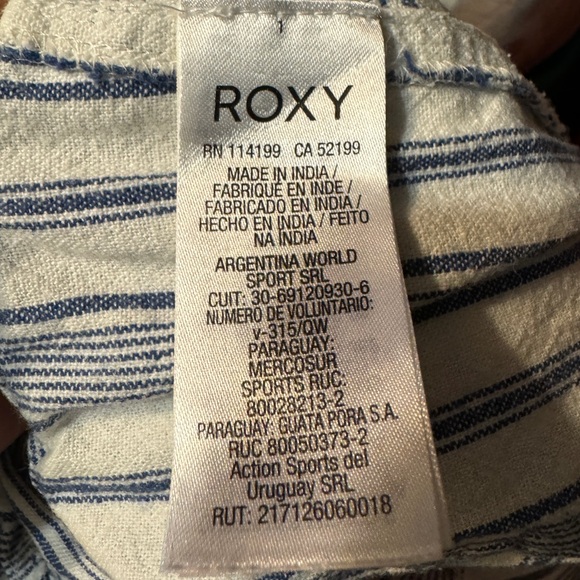 1
ROXY
RN 114199 CA 52199
MADE IN INDIA /
FABRIQUÉ EN INDE /
FABRICADO EN INDIA /
HECHO EN INDIA / FEITO
NA INDIA
ARGENTINA WORLD
SPORT SRL
CUIT: 30-69120930-6
NUMERO DE VOLUNTARIO:
v-315/QW
PARAGUAY:
MERCOSUR
SPORTS RUC:
80028213-2
PARAGUAY: GUATA PORA S.A.
RUC 80050373-2
Action Sports del
Uruguay SRL
RUT: 217126060018